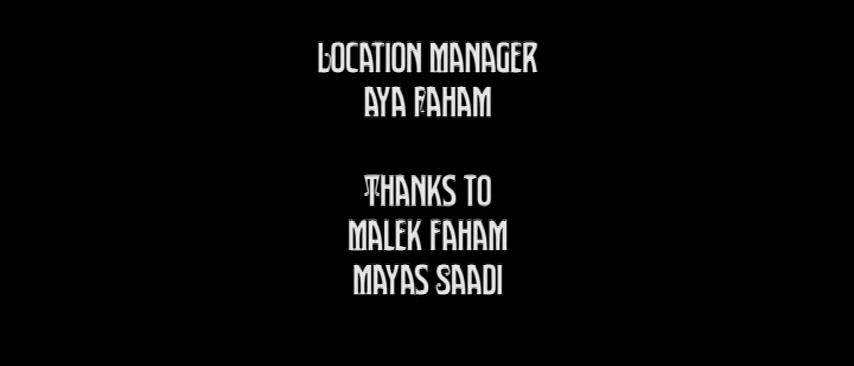 Location Manager
Aya Faham
Thanks to
Malek Faham
Mayas Saadi